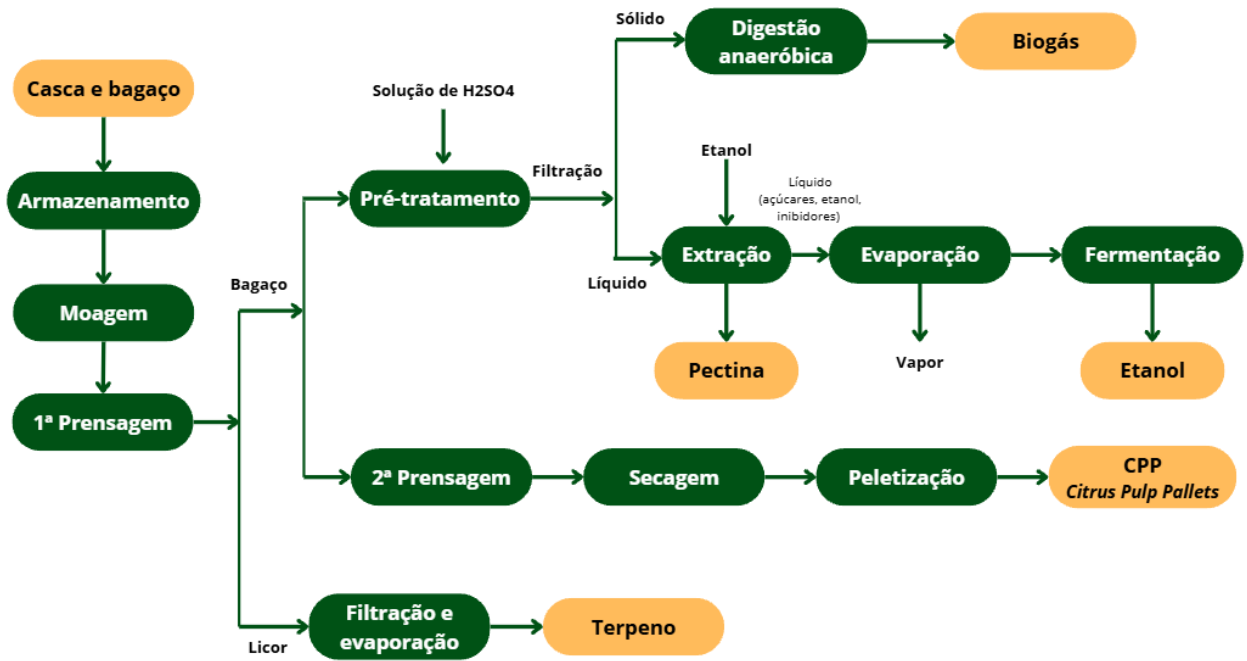 Casca e bagaço
Armazenamento
Moagem
1ª Prensagem
Bagaço
Licor
Solução de H2SO4
Pré-tratamento
Filtração
Sólido
Digestão
anaeróbica
Biogás
Líquido
Etanol
Extração
Pectina
Líquido
(açúcares, etanol,
inibidores)
Evaporação
Vapor
Fermentação
Etanol
2ª Prensagem
Secagem
Peletização
CPP
Citrus Pulp Pallets
Filtração e
evaporação
Terpeno